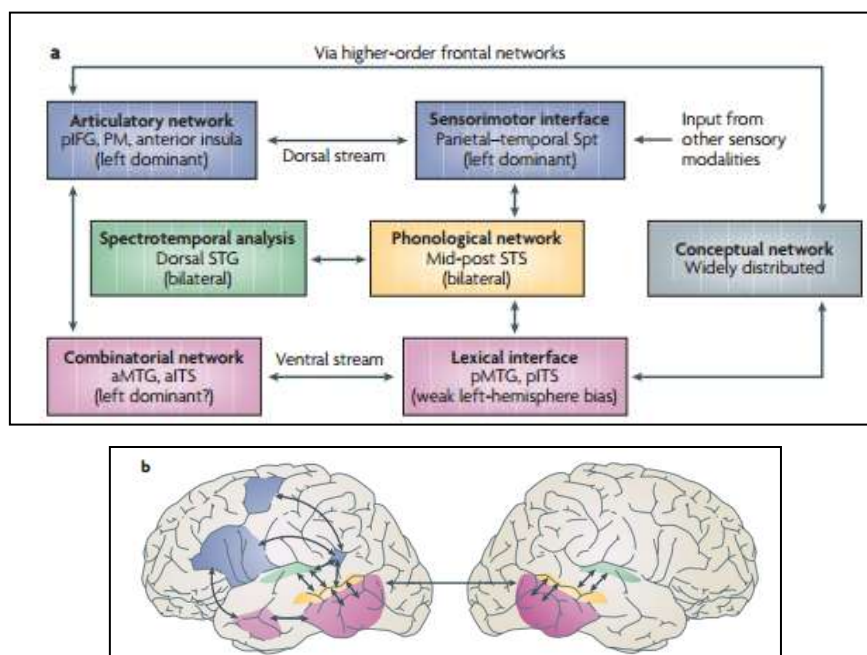 a
Via higher-order frontal networks
Articulatory network
pIFG, PM, anterior insula
(left dominant)
Dorsal stream
Sensorimotor interface
Parietal–temporal Spt
(left dominant)
Input from
other sensory
modalities
Spectrotemporal analysis
Dorsal STG
(bilateral)
Phonological network
Mid-post STS
(bilateral)
Conceptual network
Widely distributed
Combinatorial network
aMTG, aITS
(left dominant?)
Ventral stream
Lexical interface
pMTG, pITS
(weak left-hemisphere bias)
b